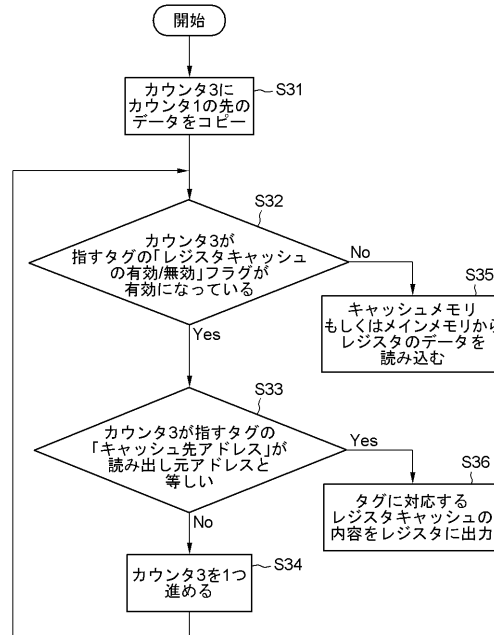 開始
カウンタ3に
カウンタ1の先の
データをコピー
S31
S32
カウンタ3が
指すタグの「レジスタキャッシュ
の有効/無効」フラグが
有効になっている
No
Yes
S35
キャッシュメモリ
もしくはメインメモリから
レジスタのデータを
読み込む
S33
カウンタ3が指すタグの
「キャッシュ先アドレス」が
読み出し元アドレスと
等しい
Yes
No
S36
タグに対応する
レジスタキャッシュの
内容をレジスタに出力
S34
カウンタ3を1つ
進める